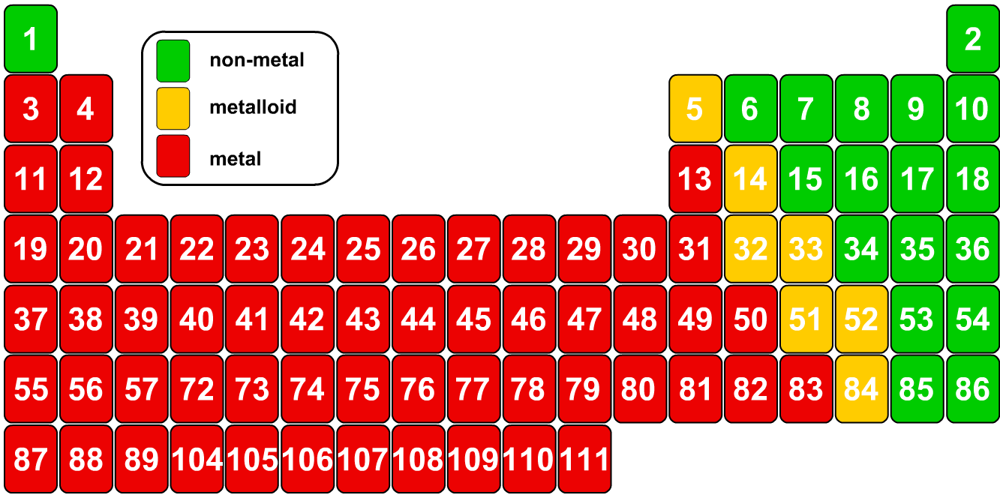 1 2
non-metal
metalloid
metal
3 4 5 6 7 8 9 10
11 12 13 14 15 16 17 18
19 20 21 22 23 24 25 26 27 28 29 30 31 32 33 34 35 36
37 38 39 40 41 42 43 44 45 46 47 48 49 50 51 52 53 54
55 56 57 72 73 74 75 76 77 78 79 80 81 82 83 84 85 86
87 88 89 104 105 106 107 108 109 110 111